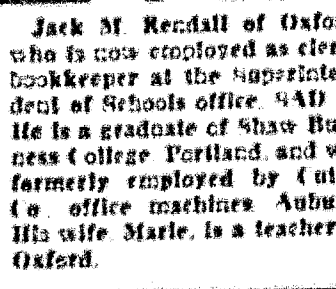 Jack M. Kendall of Oxfo
who is now employed as cler
bookkeeper at the Superinte
dent of Schools office, SAD
He is a graduate of Shaw Bu
ness College Portland, and w
formerly employed by Cut
Co. office machines Aubu
His wife, Marie, is a teacher
Oxford.